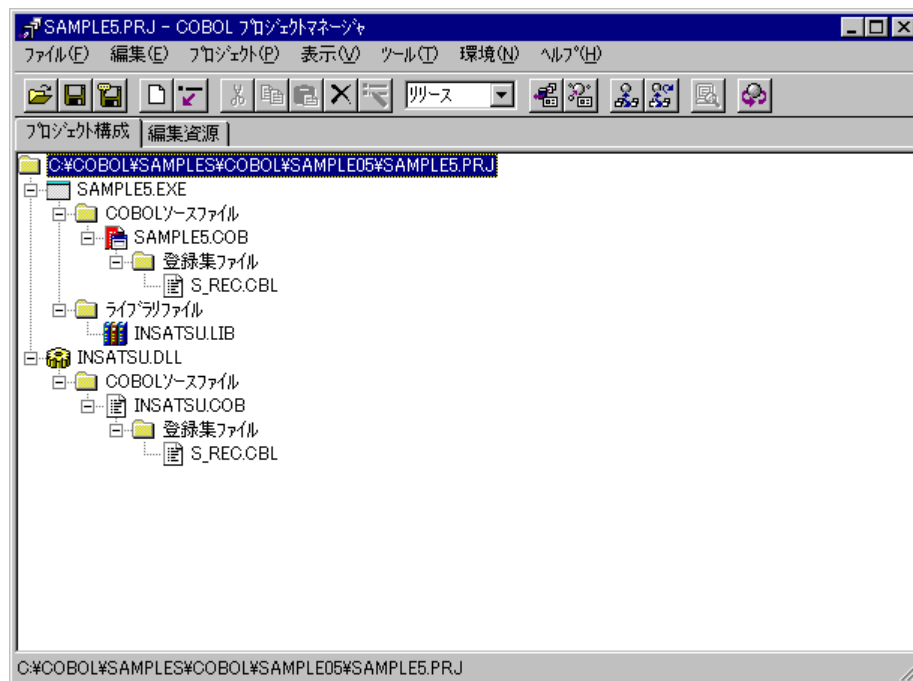 SAMPLE5.PRJ - COBOL ﾌﾟﾛｼﾞｪｸﾄﾏﾈｰｼﾞｬ
ﾌｧｲﾙ(F) 編集(E) ﾌﾟﾛｼﾞｪｸﾄ(P) 表示(V) ﾂｰﾙ(T) 環境(N) ﾍﾙﾌﾟ(H)
ﾘﾘｰｽ
ﾌﾟﾛｼﾞｪｸﾄ構成 編集資源
C:¥COBOL¥SAMPLES¥COBOL¥SAMPLE05¥SAMPLE5.PRJ
SAMPLE5.EXE
COBOLｿｰｽﾌｧｲﾙ
SAMPLE5.COB
登録集ﾌｧｲﾙ
S_REC.CBL
ﾗｲﾌﾞﾗﾘﾌｧｲﾙ
INSATSU.LIB
INSATSU.DLL
COBOLｿｰｽﾌｧｲﾙ
INSATSU.COB
登録集ﾌｧｲﾙ
S_REC.CBL
C:¥COBOL¥SAMPLES¥COBOL¥SAMPLE05¥SAMPLE5.PRJ